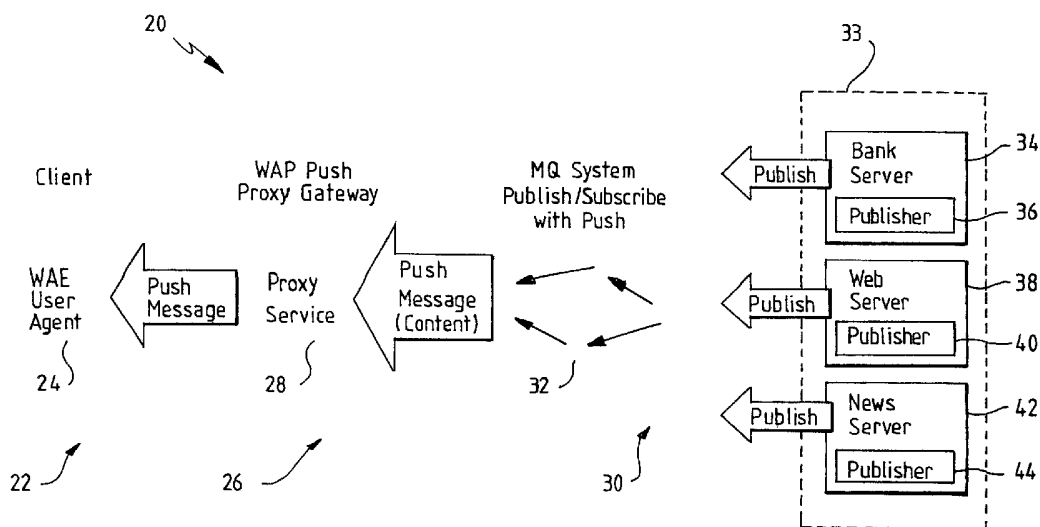 20
33
Client
WAP Push
Proxy Gateway
MQ System
Publish/Subscribe
with Push
Publish
Bank
Server
Publisher
34
36
WAE
User
Agent
Push
Message
Proxy
Service
Push
Message
(Content)
Publish
Web
Server
Publisher
38
40
24
28
32
Publish
News
Server
Publisher
42
44
22
26
30